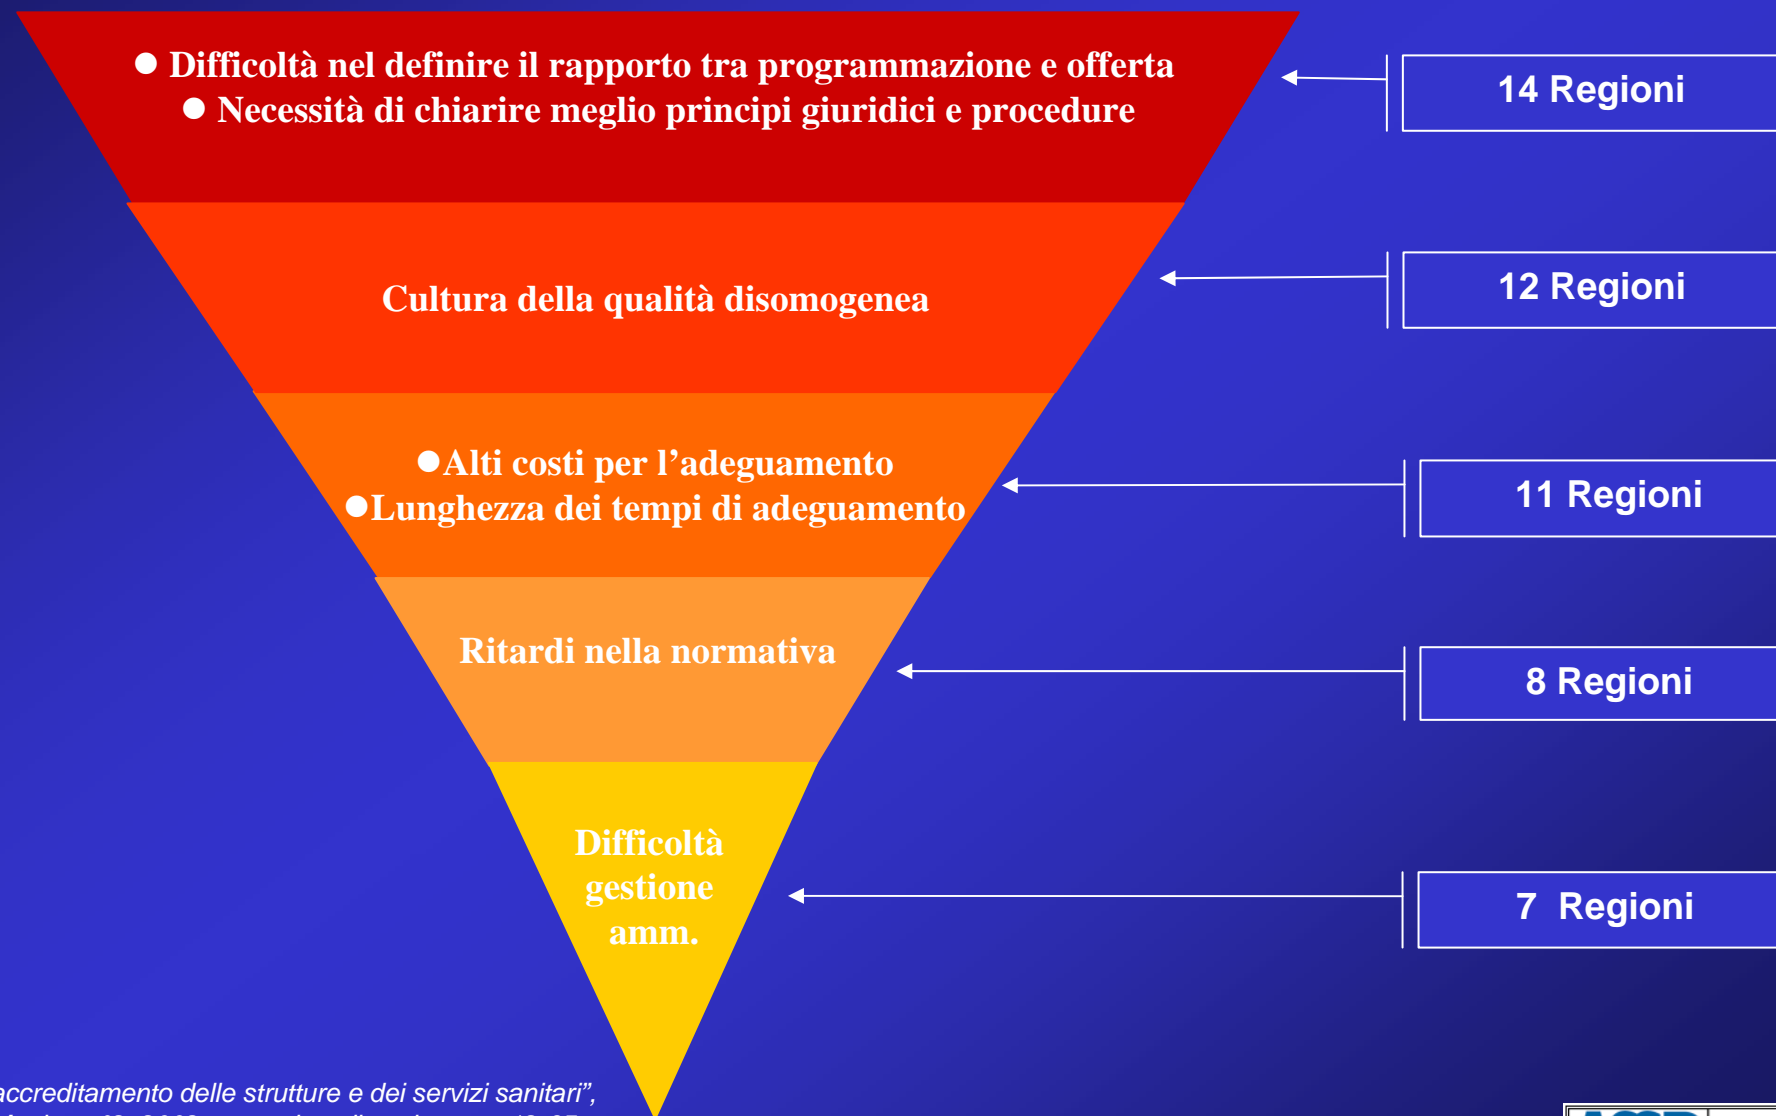 ● Difficoltà nel definire il rapporto tra programmazione e offerta
● Necessità di chiarire meglio principi giuridici e procedure
14 Regioni
Cultura della qualità disomogenea
12 Regioni
●Alti costi per l’adeguamento
●Lunghezza dei tempi di adeguamento
11 Regioni
Ritardi nella normativa
8 Regioni
Difficoltà
gestione
amm.
7 Regioni
accreditamento delle strutture e dei servizi sanitari”,